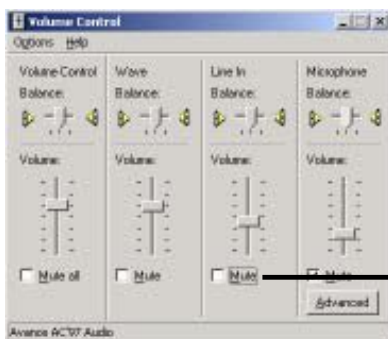 Volume Control
Options Help
Volume Control Wave Line In Microphone
Balance: Balance: Balance: Balance:
Volume: Volume: Volume: Volume:
Mute all Mute Mute Mute
Advanced
Avance AC'97 Audio